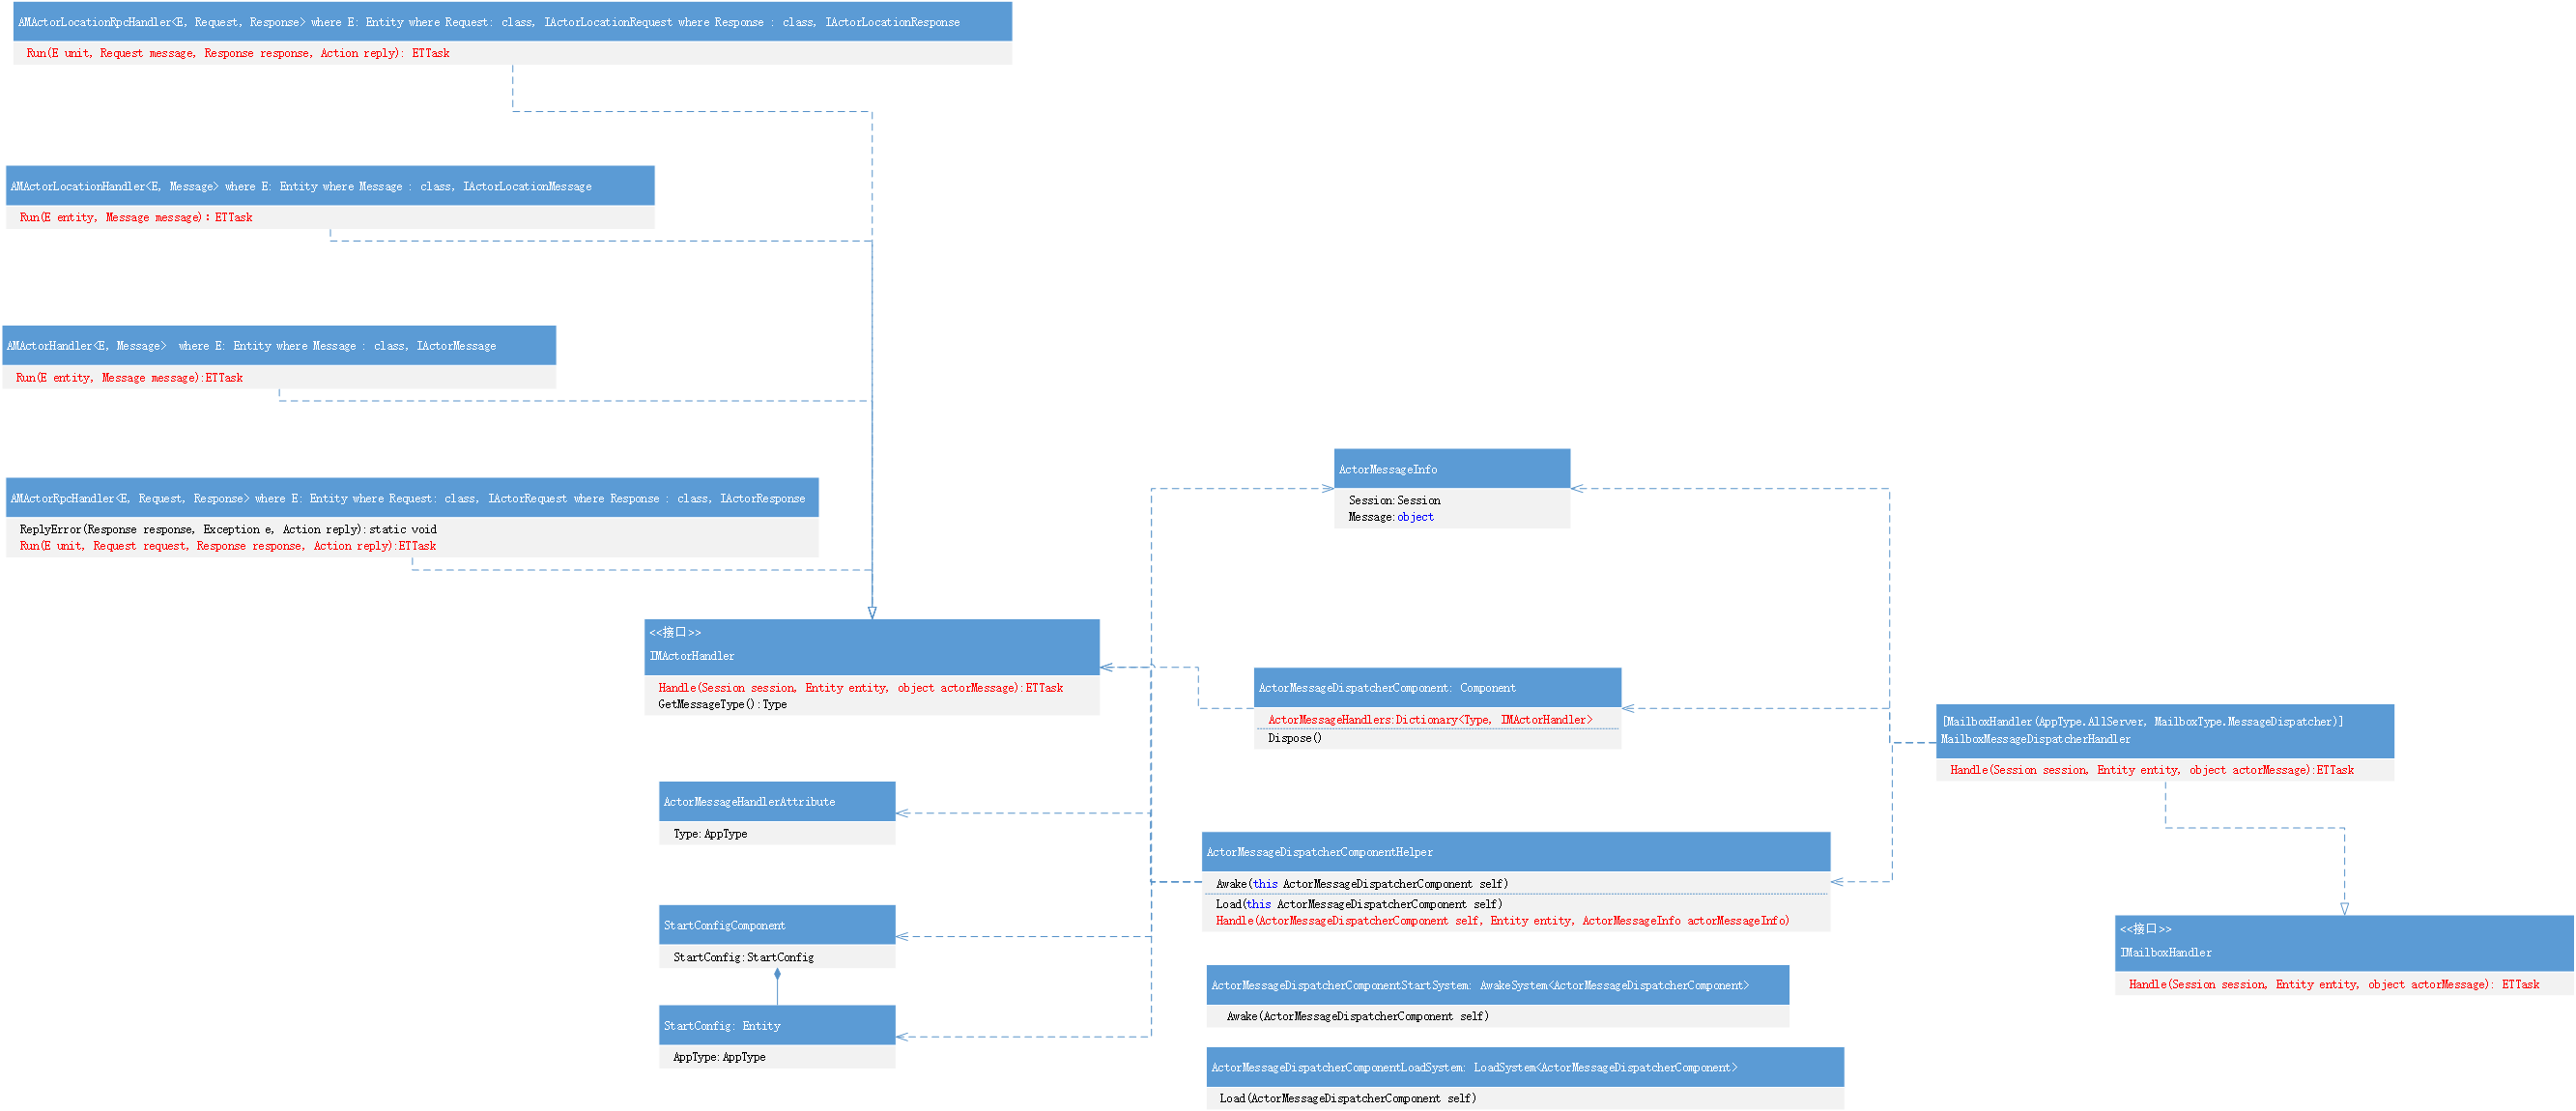 AMActorLocationRpcHandler<E, Request, Response> where E: Entity where Request: class, IActorLocationRequest where Response : class, IActorLocationResponse
Run(E unit, Request message, Response response, Action reply): ETTask
AMActorLocationHandler<E, Message> where E: Entity where Message : class, IActorLocationMessage
Run(E entity, Message message): ETTask
AMActorHandler<E, Message>  where E: Entity where Message : class, IActorMessage
Run(E entity, Message message):ETTask
AMActorRpcHandler<E, Request, Response> where E: Entity where Request: class, IActorRequest where Response : class, IActorResponse
ReplyError(Response response, Exception e, Action reply):static void
Run(E unit, Request request, Response response, Action reply):ETTask
<<接口>>
IMActorHandler
Handle(Session session, Entity entity, object actorMessage):ETTask
GetMessageType():Type
ActorMessageHandlerAttribute
Type:AppType
StartConfigComponent
StartConfig:StartConfig
StartConfig: Entity
AppType:AppType
ActorMessageInfo
Session:Session
Message:object
ActorMessageDispatcherComponent: Component
ActorMessageHandlers:Dictionary<Type, IMActorHandler>
Dispose()
ActorMessageDispatcherComponentHelper
Awake(this ActorMessageDispatcherComponent self)
Load(this ActorMessageDispatcherComponent self)
Handle(ActorMessageDispatcherComponent self, Entity entity, ActorMessageInfo actorMessageInfo)
ActorMessageDispatcherComponentStartSystem: AwakeSystem<ActorMessageDispatcherComponent>
Awake(ActorMessageDispatcherComponent self)
ActorMessageDispatcherComponentLoadSystem: LoadSystem<ActorMessageDispatcherComponent>
Load(ActorMessageDispatcherComponent self)
[MailboxHandler(AppType.AllServer, MailboxType.MessageDispatcher)]
MailboxMessageDispatcherHandler
Handle(Session session, Entity entity, object actorMessage):ETTask
<<接口>>
IMailboxHandler
Handle(Session session, Entity entity, object actorMessage): ETTask